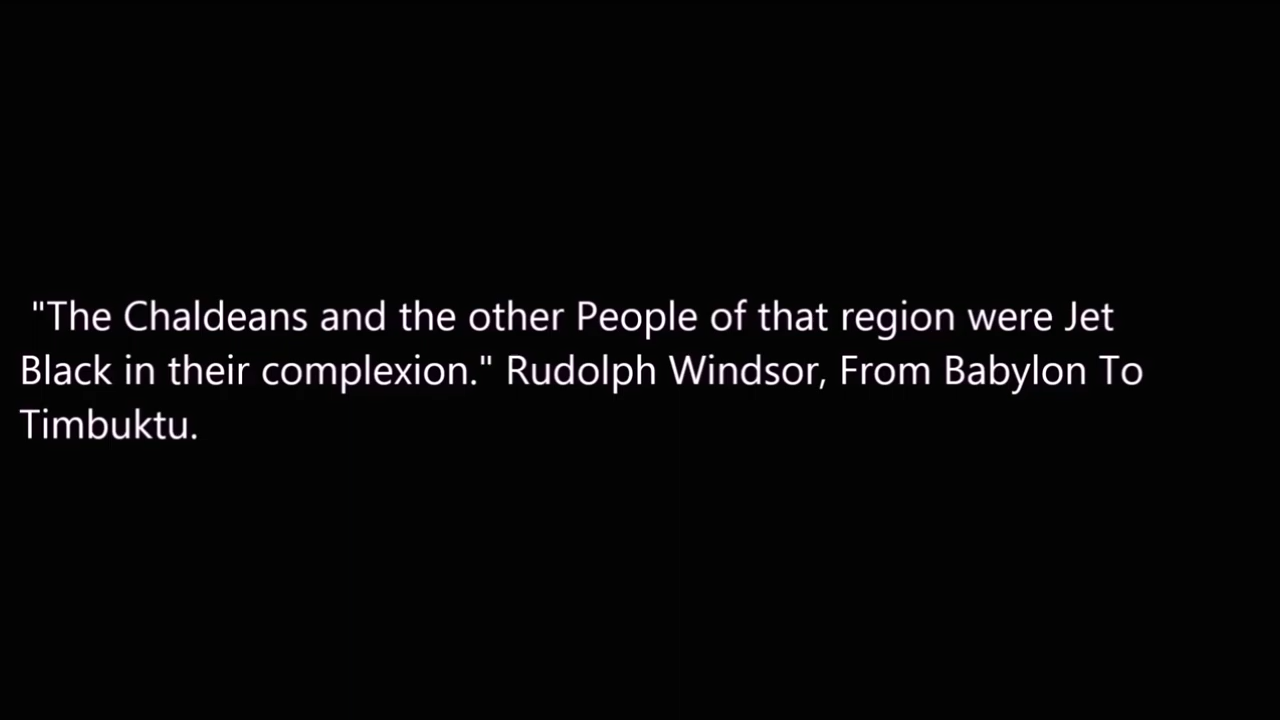 "The Chaldeans and the other People of that region were Jet
Black in their complexion." Rudolph Windsor, From Babylon To
Timbuktu.